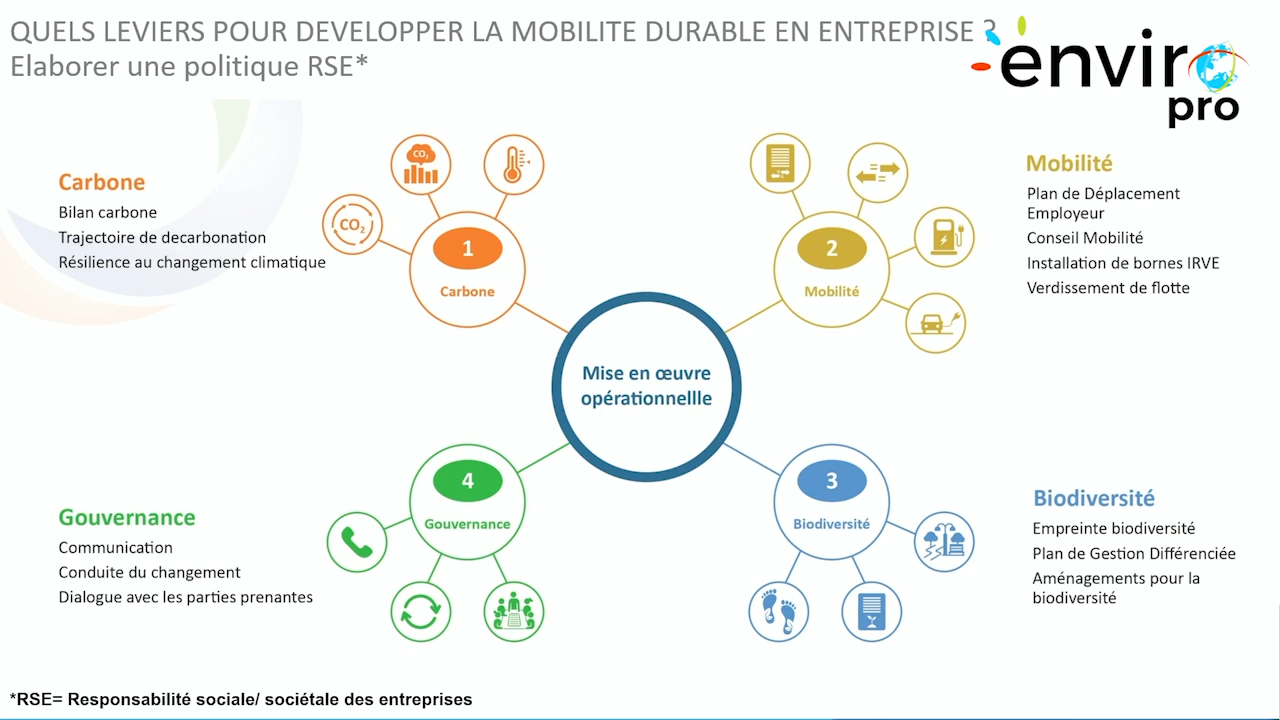 QUELS LEVIERS POUR DEVELOPPER LA MOBILITE DURABLE EN ENTREPRISE ?
Elaborer une politique RSE*
enviro
pro
Carbone
Bilan carbone
Trajectoire de decarbonation
Résilience au changement climatique
CO2
CO2
1
Carbone
2
Mobilité
Mobilité
Plan de Déplacement
Employeur
Conseil Mobilité
Installation de bornes IRVE
Verdissement de flotte
Mise en œuvre
opérationnellle
4
Gouvernance
3
Biodiversité
Gouvernance
Communication
Conduite du changement
Dialogue avec les parties prenantes
Biodiversité
Empreinte biodiversité
Plan de Gestion Différenciée
Aménagements pour la
biodiversité
*RSE= Responsabilité sociale/ sociétale des entreprises